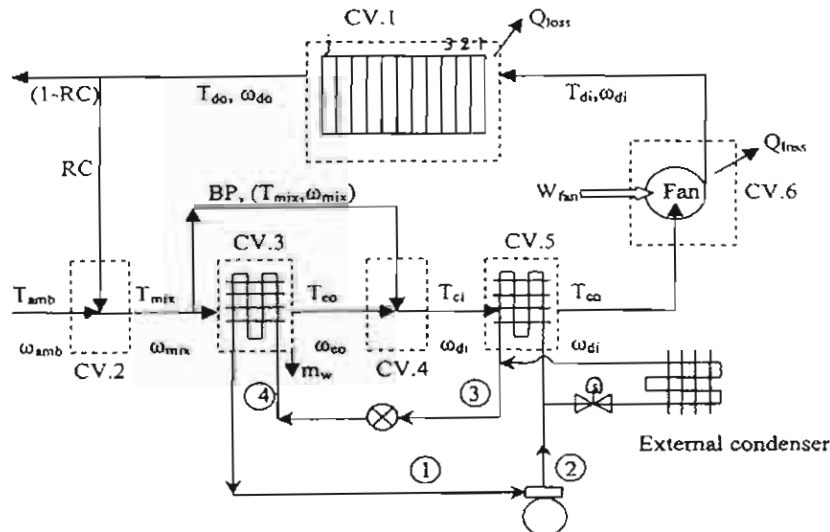 CV.1
Q_loss
j 3 2 1
(1-RC)
T_do, ω_do
T_di,ω_di
RC
Q_loss
BP, (T_mix,ω_mix)
W_fan
Fan
CV.6
CV.3
CV.5
T_amb
T_mix
T_eo
T_ci
T_co
ω_amb
ω_mix
ω_eo
ω_di
ω_di
CV.2
m_w
CV.4
s
④
③
External condenser
①
②